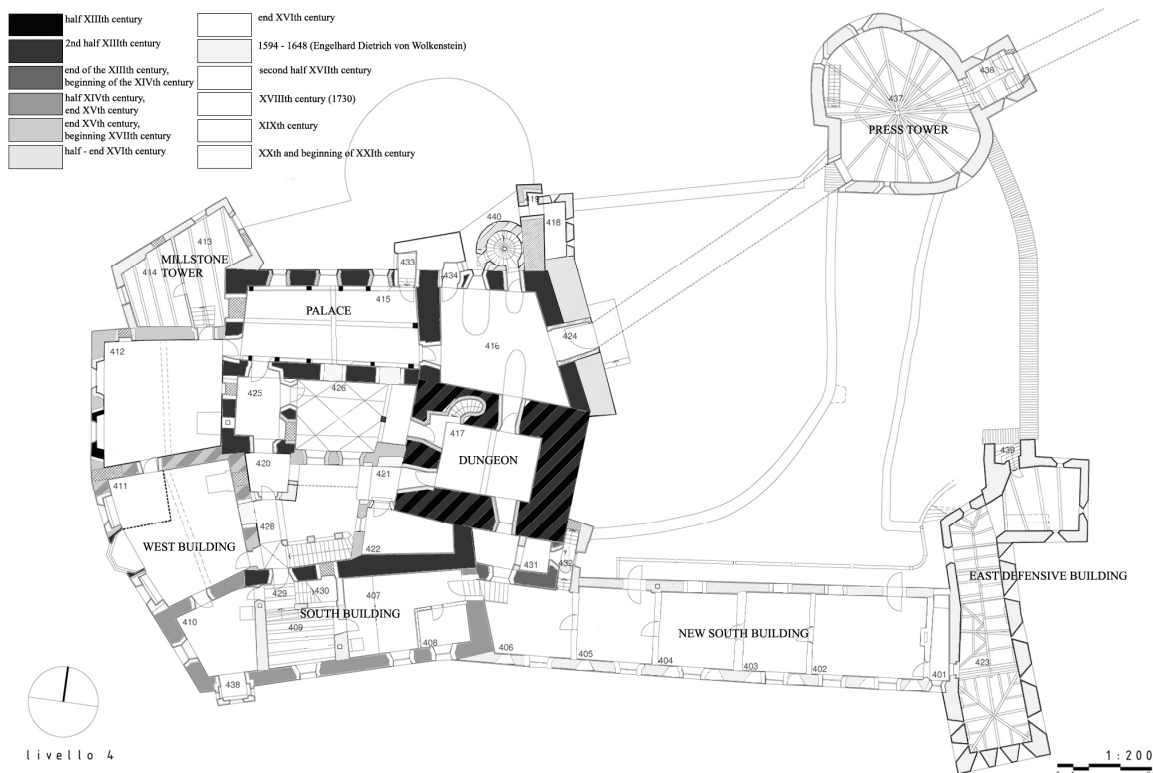 half XIIIth century
2nd half XIIIth century
end of the XIIIth century,
beginning of the XIVth century
half XIVth century,
end XVth century
end XVth century,
beginning XVIIth century
half - end XVIth century
end XVIth century
1594 - 1648 (Engelhard Dietrich von Wolkenstein)
second half XVIIth century
XVIIIth century (1730)
XIXth century
XXth and beginning of XXIth century
436
437
PRESS TOWER
419
418
440
413
MILLSTONE
414
TOWER
433
434
415
PALACE
416
424
412
426
425
417
DUNGEON
420
421
411
428
WEST BUILDING
422
431
432
439
EAST DEFENSIVE BUILDING
429
430
407
SOUTH BUILDING
410
409
408
NEW SOUTH BUILDING
406
405
404
403
402
401
423
438
livello 4
1:200